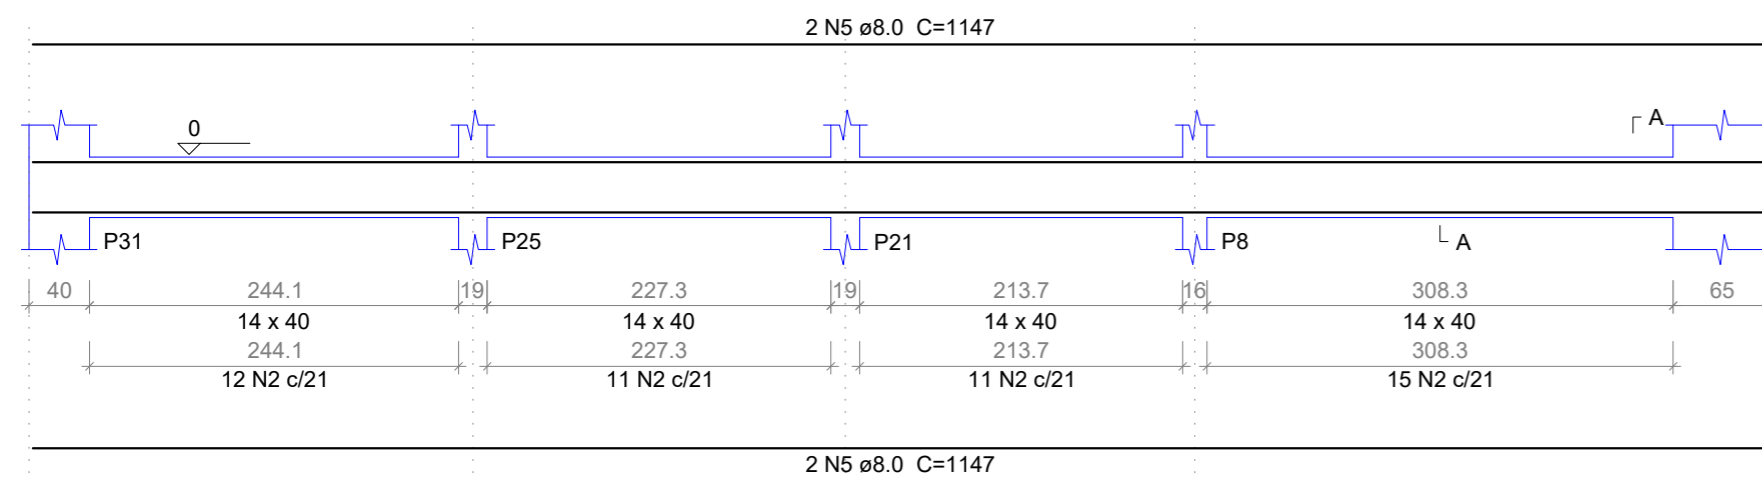 2 N5 ø8.0 C=1147
0
A
P31 P25 P21 P8 A
40 244.1 19 227.3 19 213.7 16 308.3 65
14 x 40 14 x 40 14 x 40 14 x 40
244.1 227.3 213.7 308.3
12 N2 c/21 11 N2 c/21 11 N2 c/21 15 N2 c/21
2 N5 ø8.0 C=1147